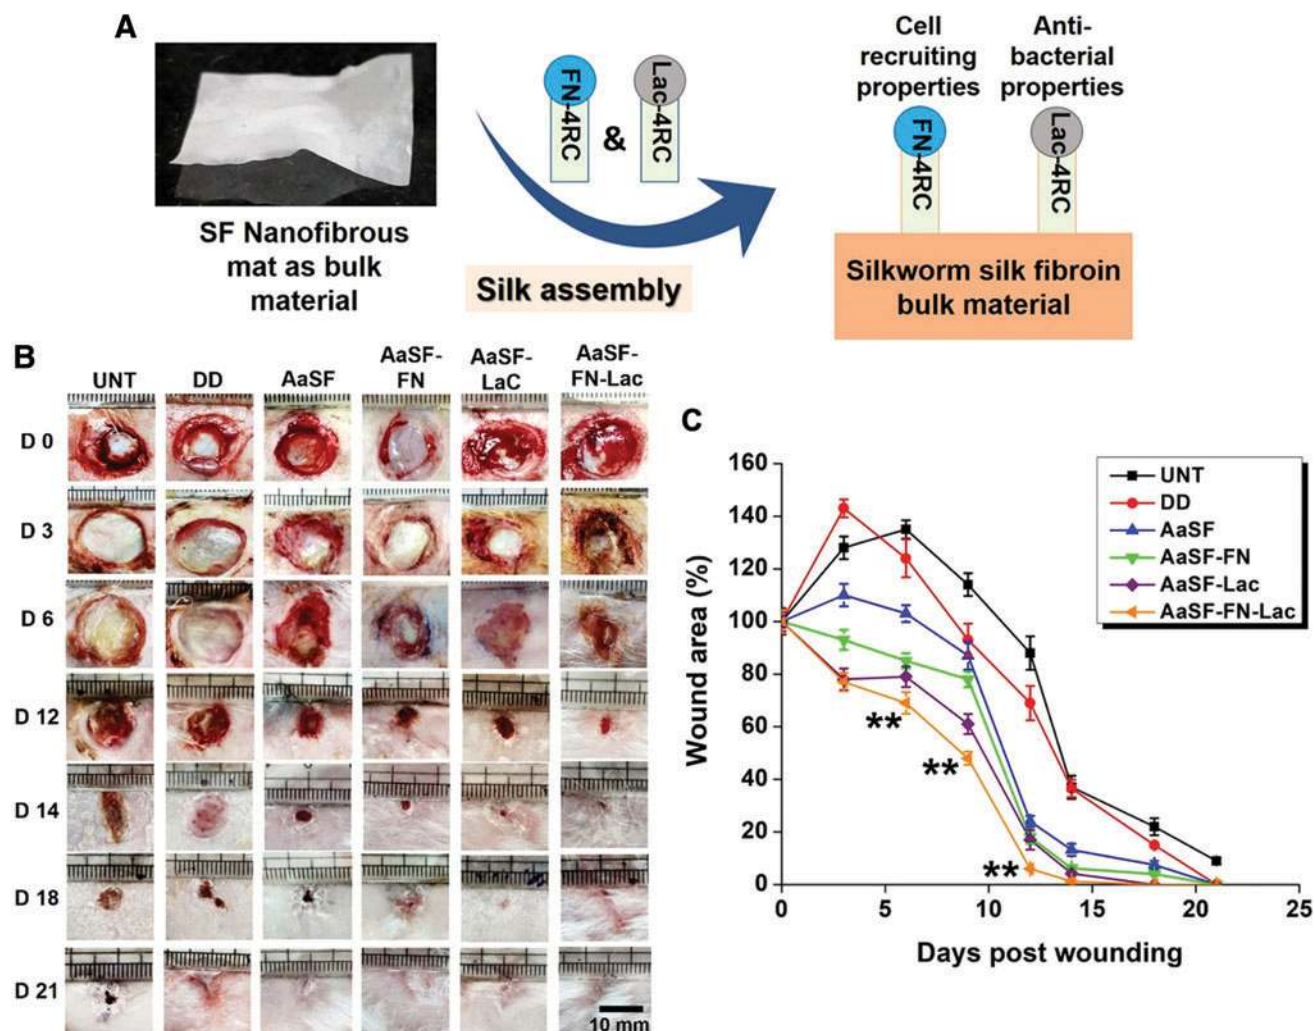 A
SF Nanofibrous
mat as bulk
material
FN-4RC
&
Lac-4RC
Silk assembly
Cell
recruiting
properties
Anti-
bacterial
properties
FN-4RC
Lac-4RC
Silkworm silk fibroin
bulk material
B
UNT
DD
AaSF
AaSF-
FN
AaSF-
LaC
AaSF-
FN-Lac
D 0
D 3
D 6
D 12
D 14
D 18
D 21
10 mm
C
Wound area (%)
160
140
120
100
80
60
40
20
0
UNT
DD
AaSF
AaSF-FN
AaSF-Lac
AaSF-FN-Lac
**
**
**
0 5 10 15 20 25
Days post wounding